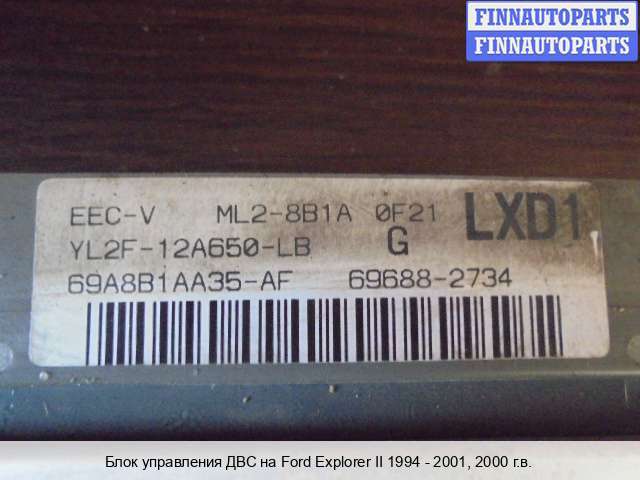 FINNAUTOPARTS
FINNAUTOPARTS
EEC-V ML2-8B1A 0F21 LXD1
YL2F-12A650-LB G
69A8B1AA35-AF 69688-2734
Блок управления ДВС на Ford Explorer II 1994 - 2001, 2000 г.в.